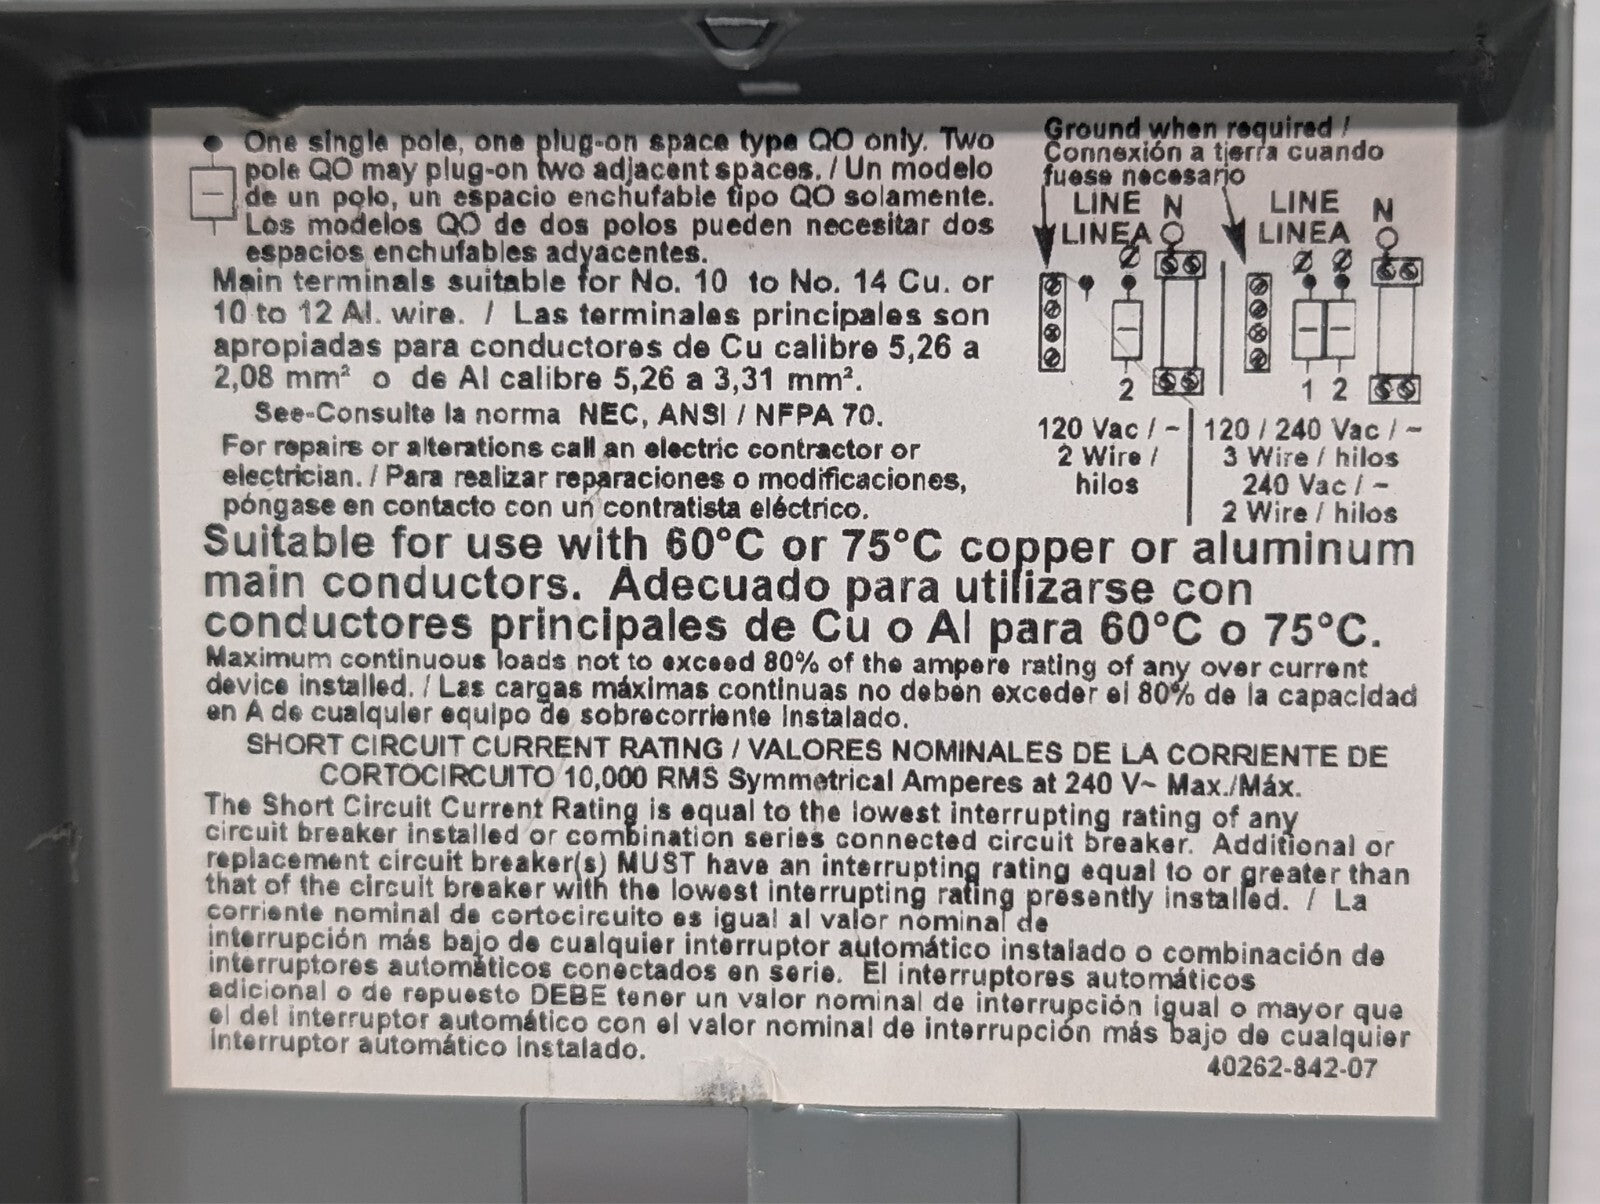 One single pole, one plug-on space type QO only. Two
pole QO may plug-on two adjacent spaces. / Un modelo
de un polo, un espacio enchufable tipo QO solamente.
Los modelos QO de dos polos pueden necesitar dos
espacios enchufables adyacentes.
Main terminals suitable for No. 10 to No. 14 Cu. or
10 to 12 Al. wire. / Las terminales principales son
apropiadas para conductores de Cu calibre 5,26 a
2,08 mm² o de Al calibre 5,26 a 3,31 mm².
See-Consulte la norma NEC, ANSI / NFPA 70.
For repairs or alterations call an electric contractor or
electrician. / Para realizar reparaciones o modificaciones,
póngase en contacto con un contratista eléctrico.
Ground when required /
Connexión a tierra cuando
fuese necesario
LINE N
LINEA
2
120 Vac / ~
2 Wire /
hilos
LINE N
LINEA
1 2
120 / 240 Vac / ~
3 Wire / hilos
240 Vac / ~
2 Wire / hilos
Suitable for use with 60°C or 75°C copper or aluminum
main conductors. Adecuado para utilizarse con
conductores principales de Cu o Al para 60°C o 75°C.
Maximum continuous loads not to exceed 80% of the ampere rating of any over current
device installed. / Las cargas máximas continuas no deben exceder el 80% de la capacidad
en A de cualquier equipo de sobrecorriente instalado.
SHORT CIRCUIT CURRENT RATING / VALORES NOMINALES DE LA CORRIENTE DE
CORTOCIRCUITO 10,000 RMS Symmetrical Amperes at 240 V~ Max./Máx.
The Short Circuit Current Rating is equal to the lowest interrupting rating of any
circuit breaker installed or combination series connected circuit breaker. Additional or
replacement circuit breaker(s) MUST have an interrupting rating equal to or greater than
that of the circuit breaker with the lowest interrupting rating presently installed. / La
corriente nominal de cortocircuito es igual al valor nominal de
interrupción más bajo de cualquier interruptor automático instalado o combinación de
interruptores automáticos conectados en serie. El interruptores automáticos
adicional o de repuesto DEBE tener un valor nominal de interrupción igual o mayor que
el del interruptor automático con el valor nominal de interrupción más bajo de cualquier
interruptor automático instalado.
40262-842-07